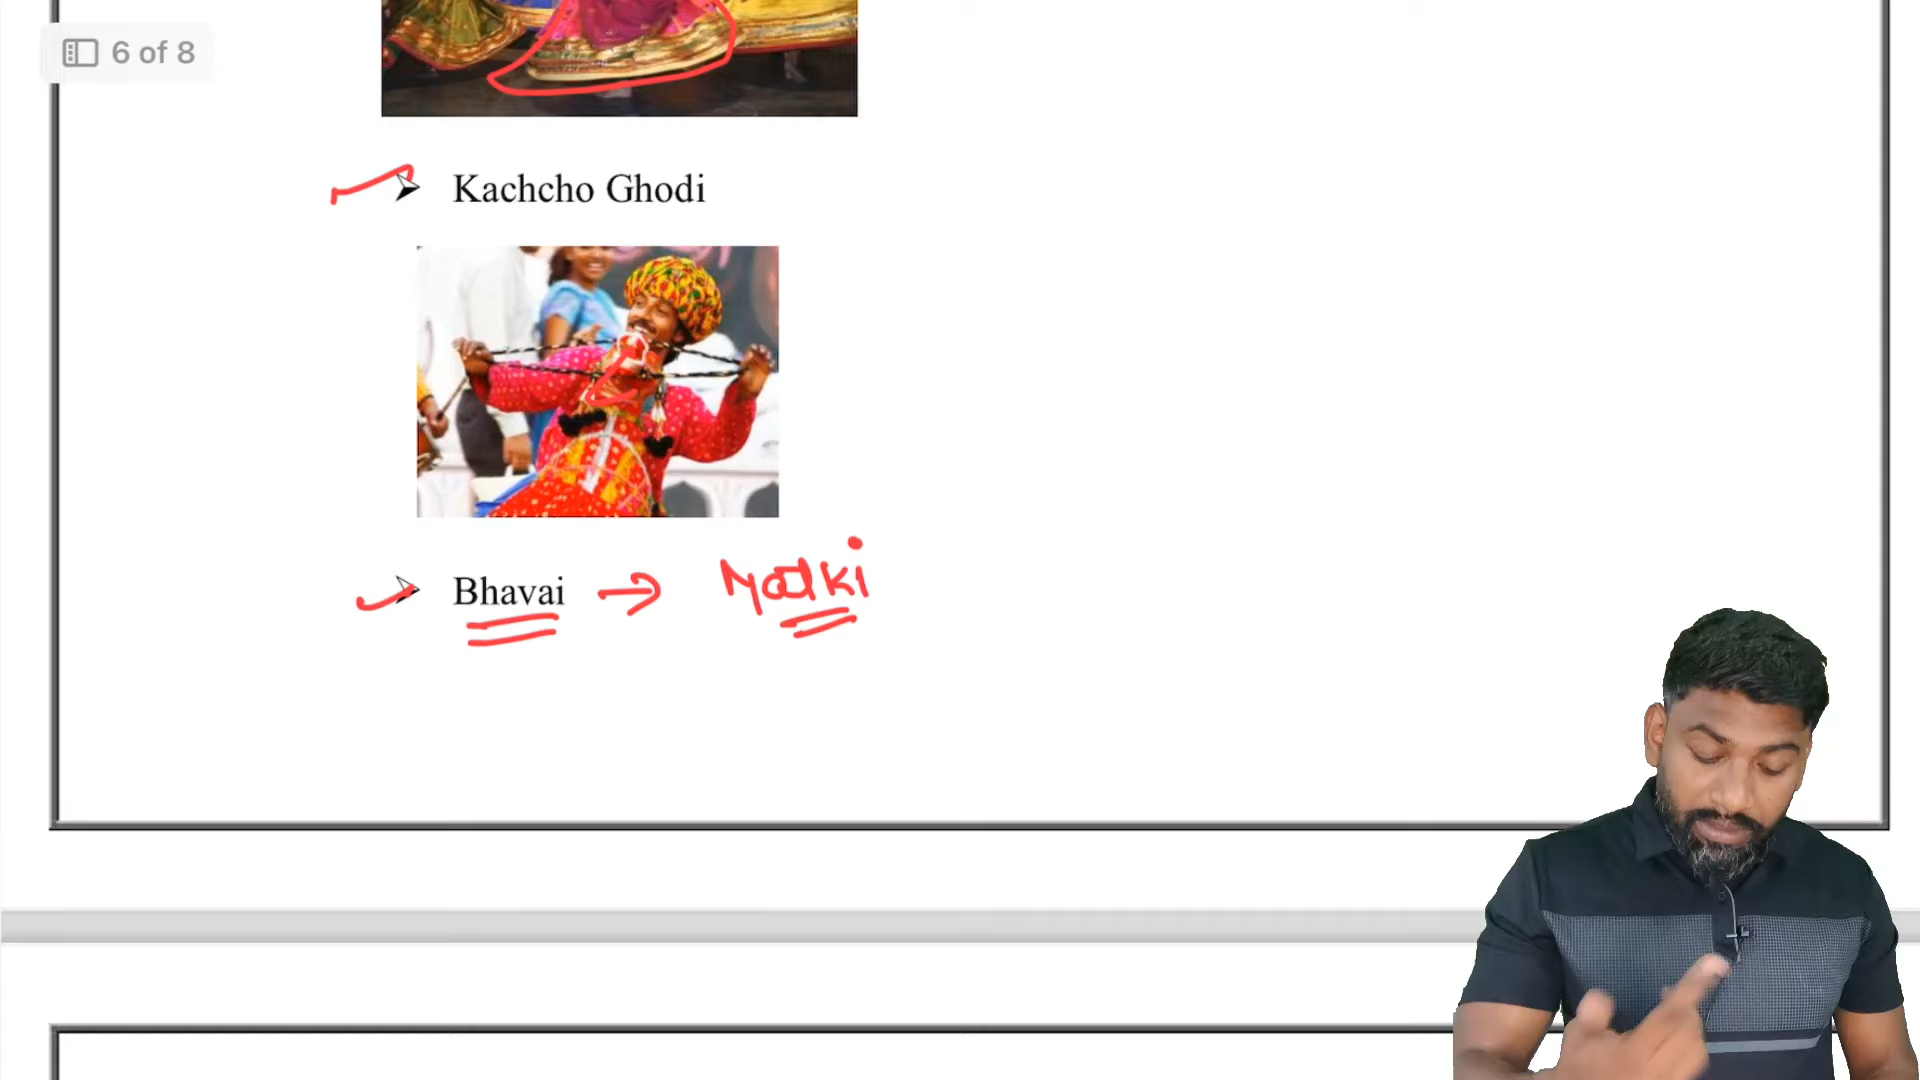 6 of 8
Kachcho Ghodi
Bhavai → Matki